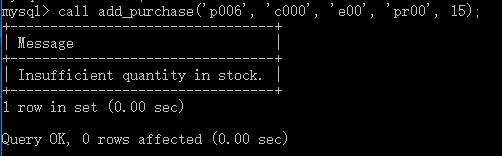 mysql> call add_purchase('p006', 'c000', 'e00', 'pr00', 15);
+--------------------------------+
| Message                        |
+--------------------------------+
| Insufficient quantity in stock. |
+--------------------------------+
1 row in set (0.00 sec)
Query OK, 0 rows affected (0.00 sec)